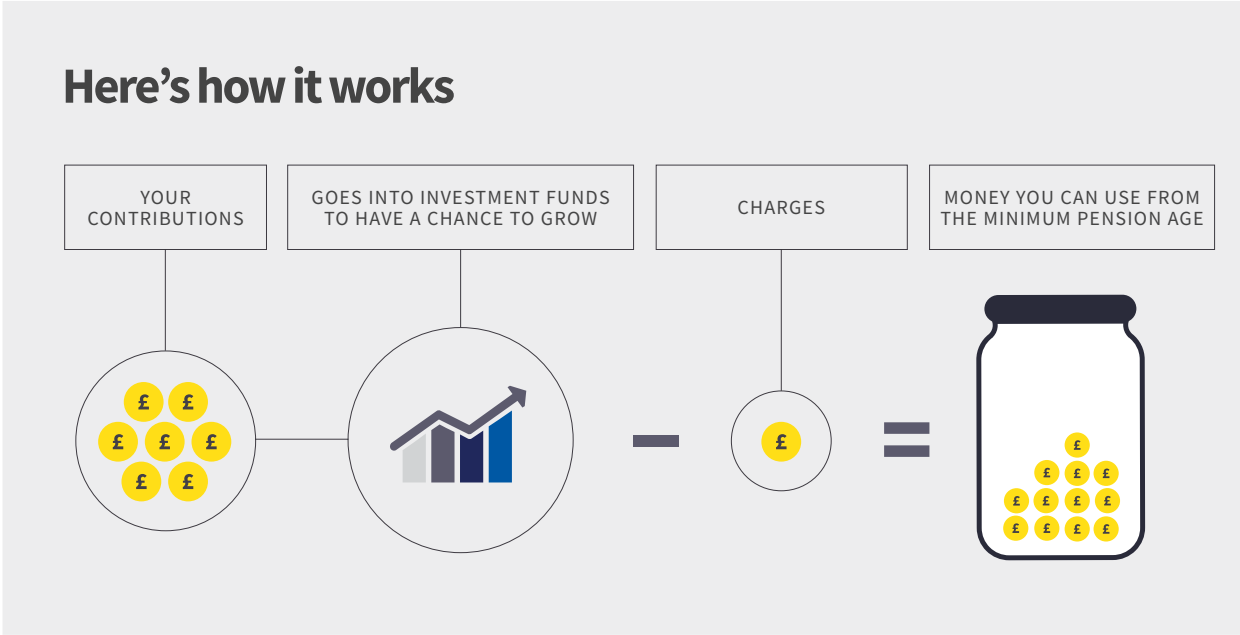 Here’s how it works
YOUR
CONTRIBUTIONS
GOES INTO INVESTMENT FUNDS
TO HAVE A CHANCE TO GROW
CHARGES
MONEY YOU CAN USE FROM
THE MINIMUM PENSION AGE
£ £
£ £ £
£ £
£
£
£ £ £
£ £ £ £
£ £ £ £